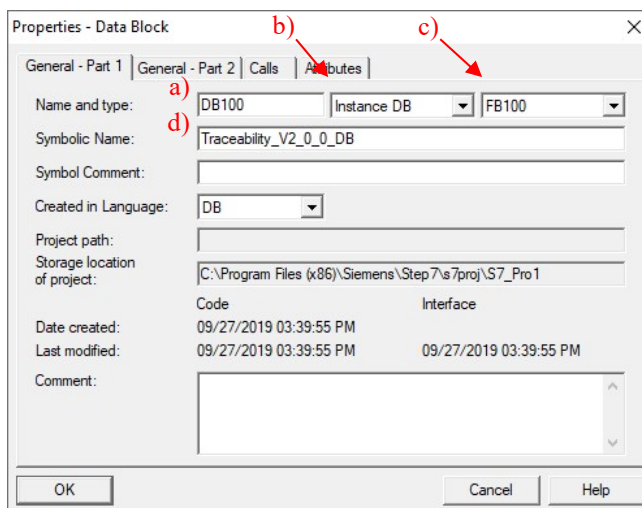 Properties - Data Block
b)
c)
General - Part 1 General - Part 2 Calls Attributes
a)
Name and type: DB100 Instance DB FB100
d)
Symbolic Name: Traceability_V2_0_0_DB
Symbol Comment:
Created in Language: DB
Project path:
Storage location
of project: C:\Program Files (x86)\Siemens\Step7\s7proj\S7_Pro1
Code Interface
Date created: 09/27/2019 03:39:55 PM
Last modified: 09/27/2019 03:39:55 PM 09/27/2019 03:39:55 PM
Comment:
OK Cancel Help